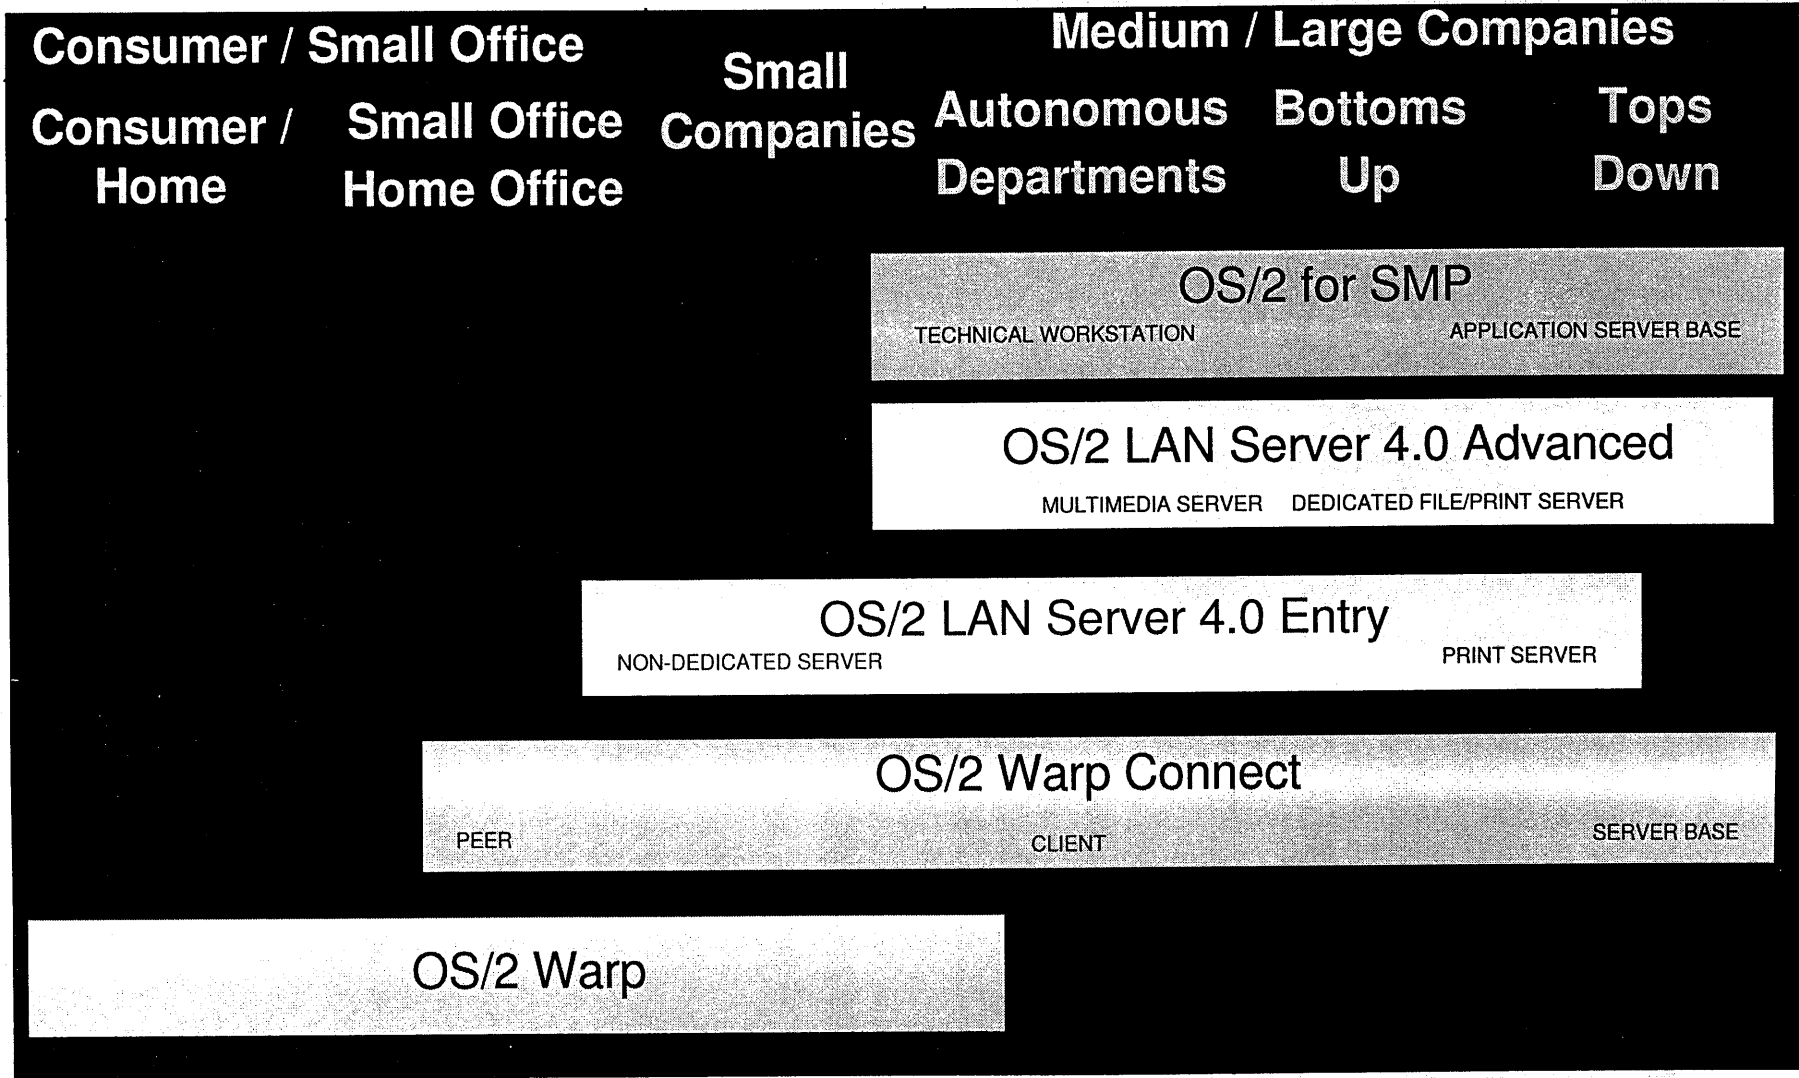 Consumer / Small Office
Medium / Large Companies
Consumer /
Home
Small Office
Home Office
Small
Companies
Autonomous
Departments
Bottoms
Up
Tops
Down
OS/2 for SMP
TECHNICAL WORKSTATION
APPLICATION SERVER BASE
OS/2 LAN Server 4.0 Advanced
MULTIMEDIA SERVER
DEDICATED FILE/PRINT SERVER
OS/2 LAN Server 4.0 Entry
NON-DEDICATED SERVER
PRINT SERVER
OS/2 Warp Connect
PEER
CLIENT
SERVER BASE
OS/2 Warp